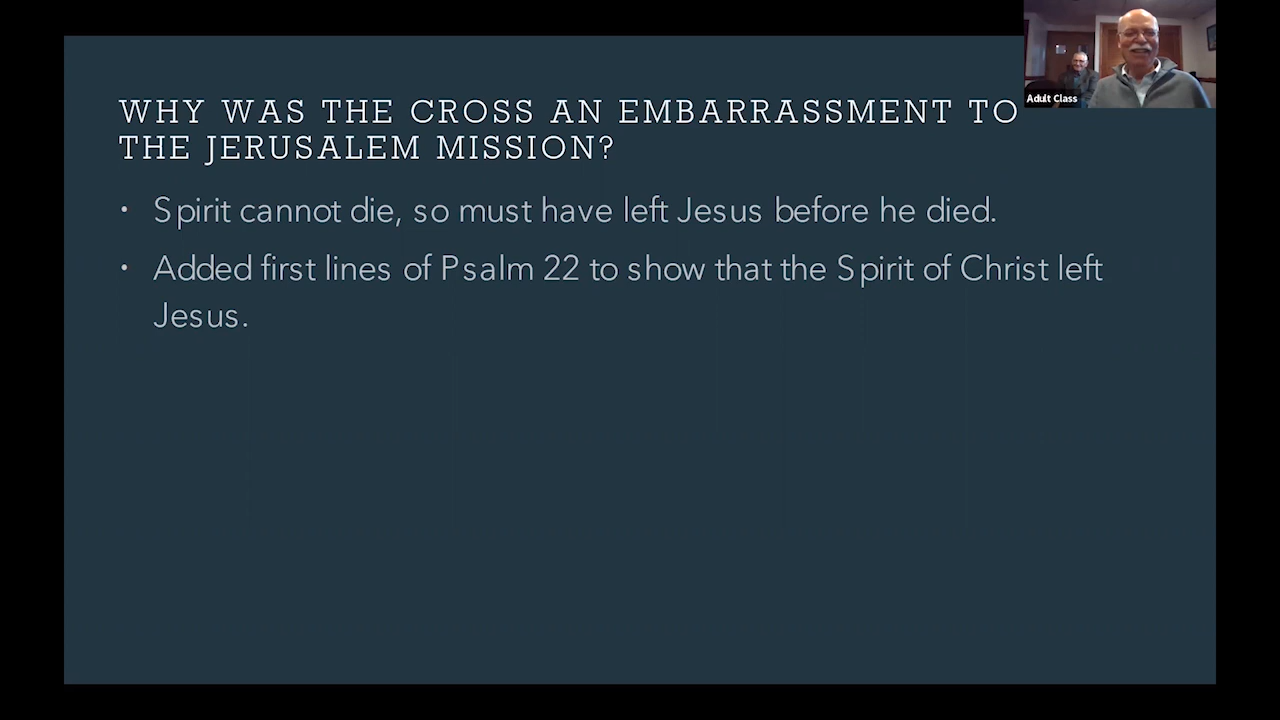 WHY WAS THE CROSS AN EMBARRASSMENT TO
THE JERUSALEM MISSION?
• Spirit cannot die, so must have left Jesus before he died.
• Added first lines of Psalm 22 to show that the Spirit of Christ left
Jesus.
Adult Class